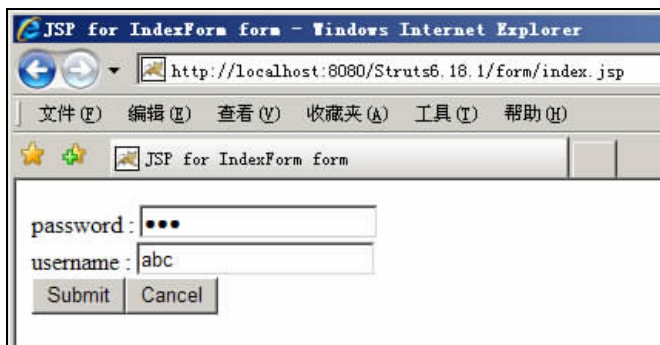 JSP for IndexForm form - Windows Internet Explorer
http://localhost:8080/Struts6.18.1/form/index.jsp
文件(F) 编辑(E) 查看(V) 收藏夹(A) 工具(T) 帮助(H)
JSP for IndexForm form
password : •••
username : abc
Submit Cancel